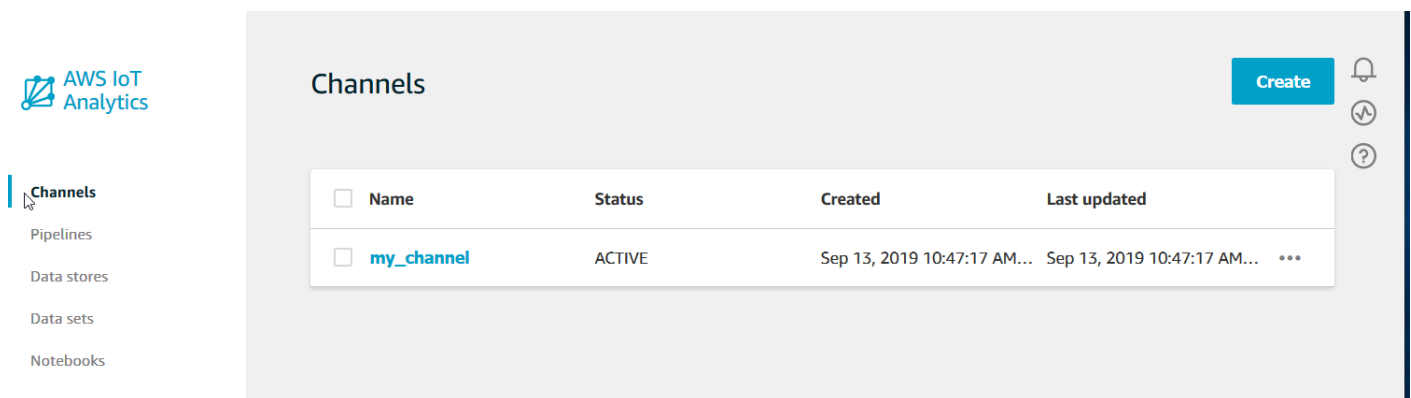 AWS IoT
Analytics
Channels
Pipelines
Data stores
Data sets
Notebooks
Channels
Create
Name Status Created Last updated
my_channel ACTIVE Sep 13, 2019 10:47:17 AM... Sep 13, 2019 10:47:17 AM...